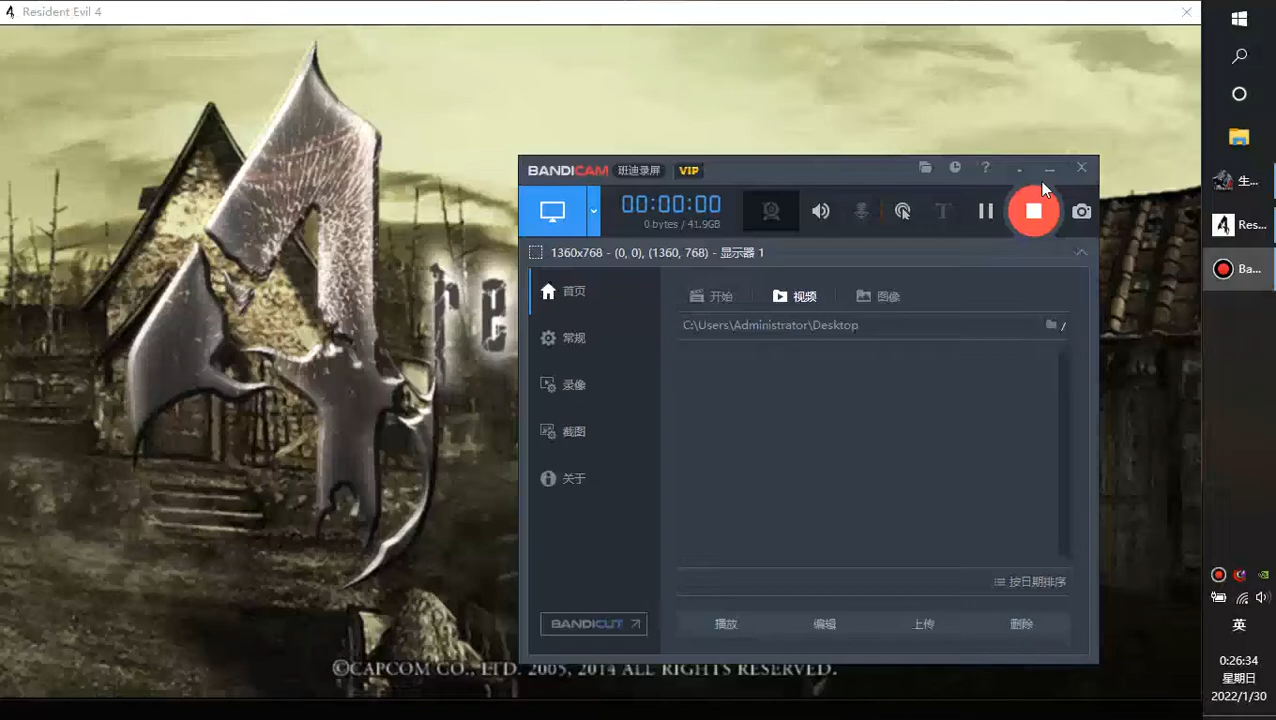 Resident Evil 4
re
BANDICAM 班迪录屏 VIP
00:00:00
0 bytes / 41.9GB
1360x768 - (0, 0), (1360, 768) - 显示器 1
首页
常规
录像
截图
关于
BANDICUT
开始 视频 图像
C:\Users\Administrator\Desktop
按日期排序
播放 编辑 上传 删除
©CAPCOM CO., LTD. 2005, 2014 ALL RIGHTS RESERVED.
生...
Res...
Ba...
英
0:26:34
星期日
2022/1/30